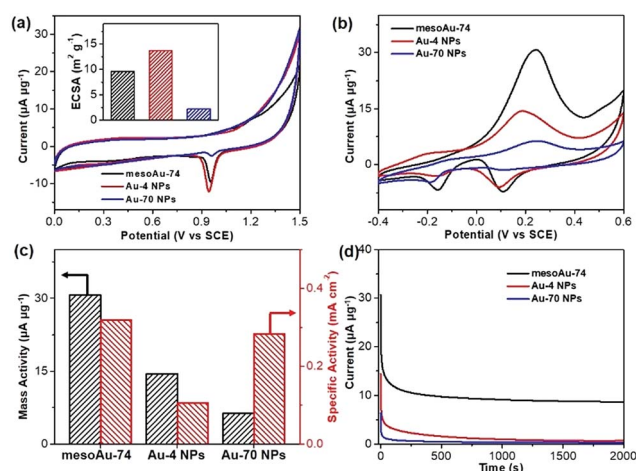 (a)
ECSA (m² g⁻¹)
15
10
5
0
Current (μA μg⁻¹)
30
20
10
0
-10
mesoAu-74
Au-4 NPs
Au-70 NPs
0.0 0.3 0.6 0.9 1.2 1.5
Potential (V vs SCE)
(b)
mesoAu-74
Au-4 NPs
Au-70 NPs
Current (μA μg⁻¹)
40
30
20
10
0
-4
-0.4 -0.2 0.0 0.2 0.4 0.6
Potential (V vs SCE)
(c)
Mass Activity (μA μg⁻¹)
30
15
0
0.4
0.2
0.0
Specific Activity (mA cm⁻²)
mesoAu-74 Au-4 NPs Au-70 NPs
(d)
mesoAu-74
Au-4 NPs
Au-70 NPs
Current (μA μg⁻¹)
40
30
20
10
0
0 500 1000 1500 2000
Time (s)